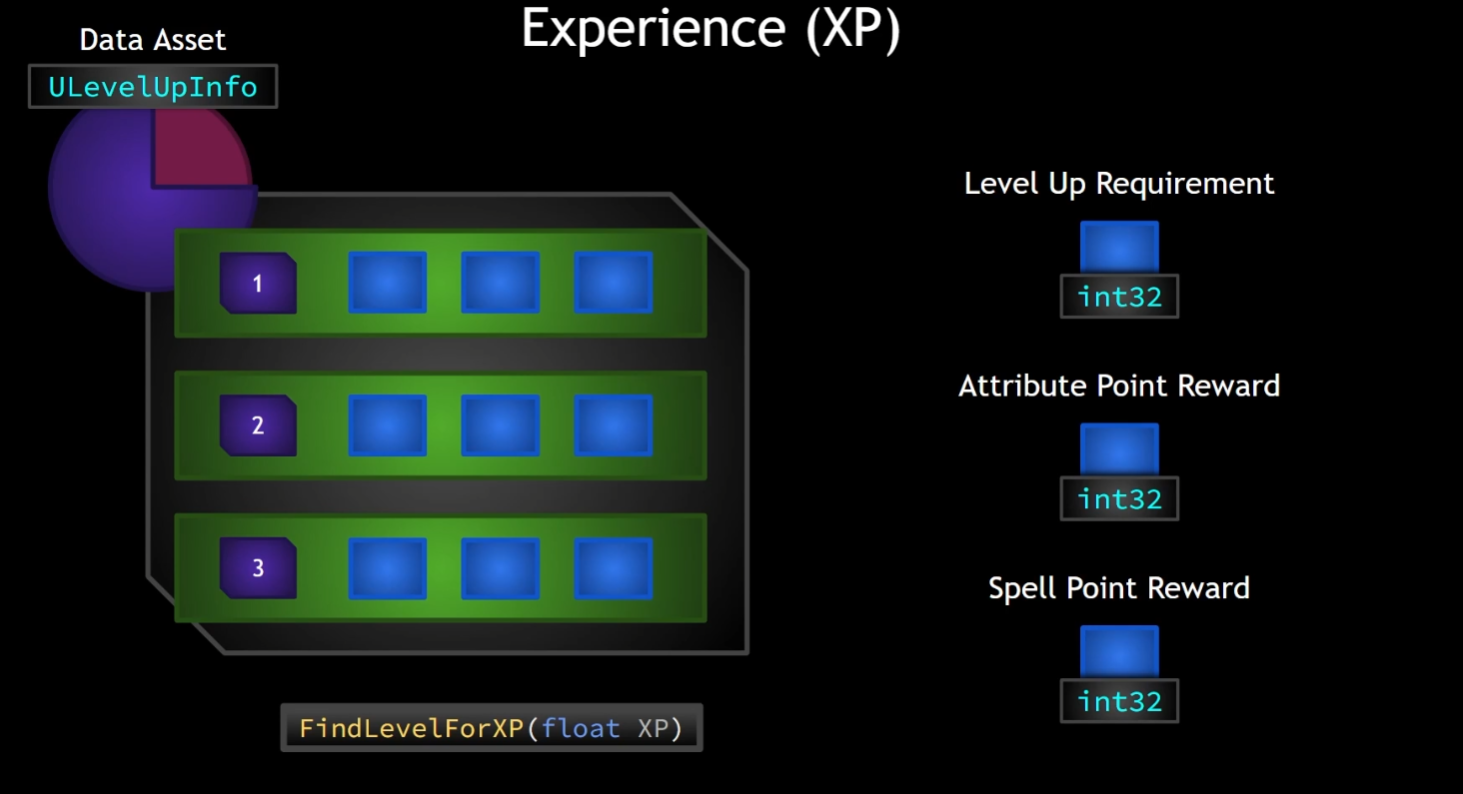 Experience (XP)
Data Asset
ULevelUpInfo
1
2
3
FindLevelForXP(float XP)
Level Up Requirement
int32
Attribute Point Reward
int32
Spell Point Reward
int32